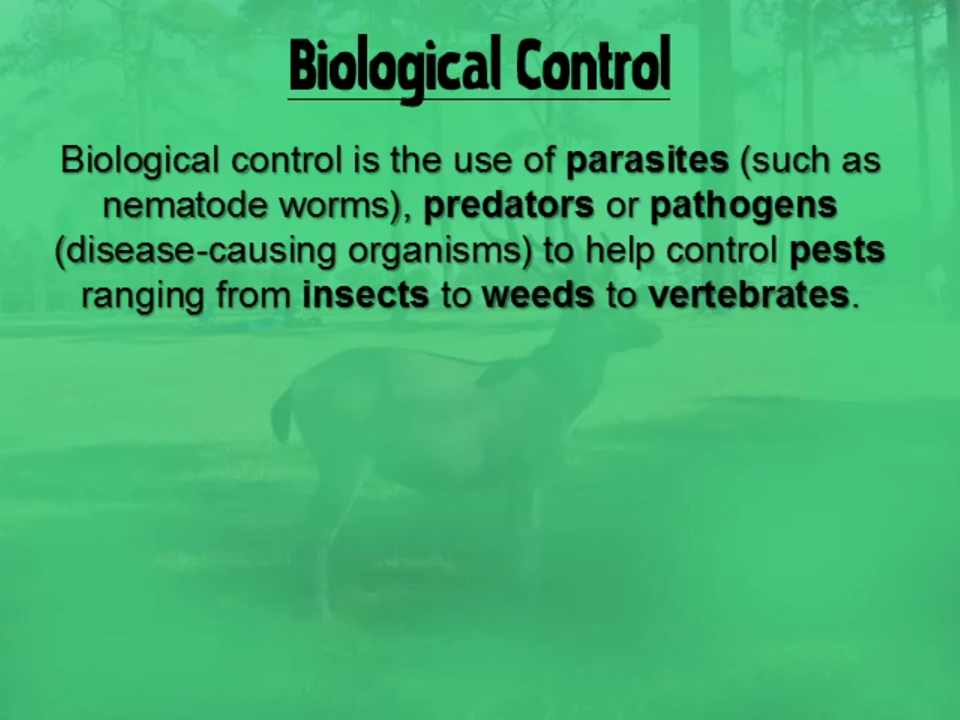 Biological Control
Biological control is the use of parasites (such as
nematode worms), predators or pathogens
(disease-causing organisms) to help control pests
ranging from insects to weeds to vertebrates.